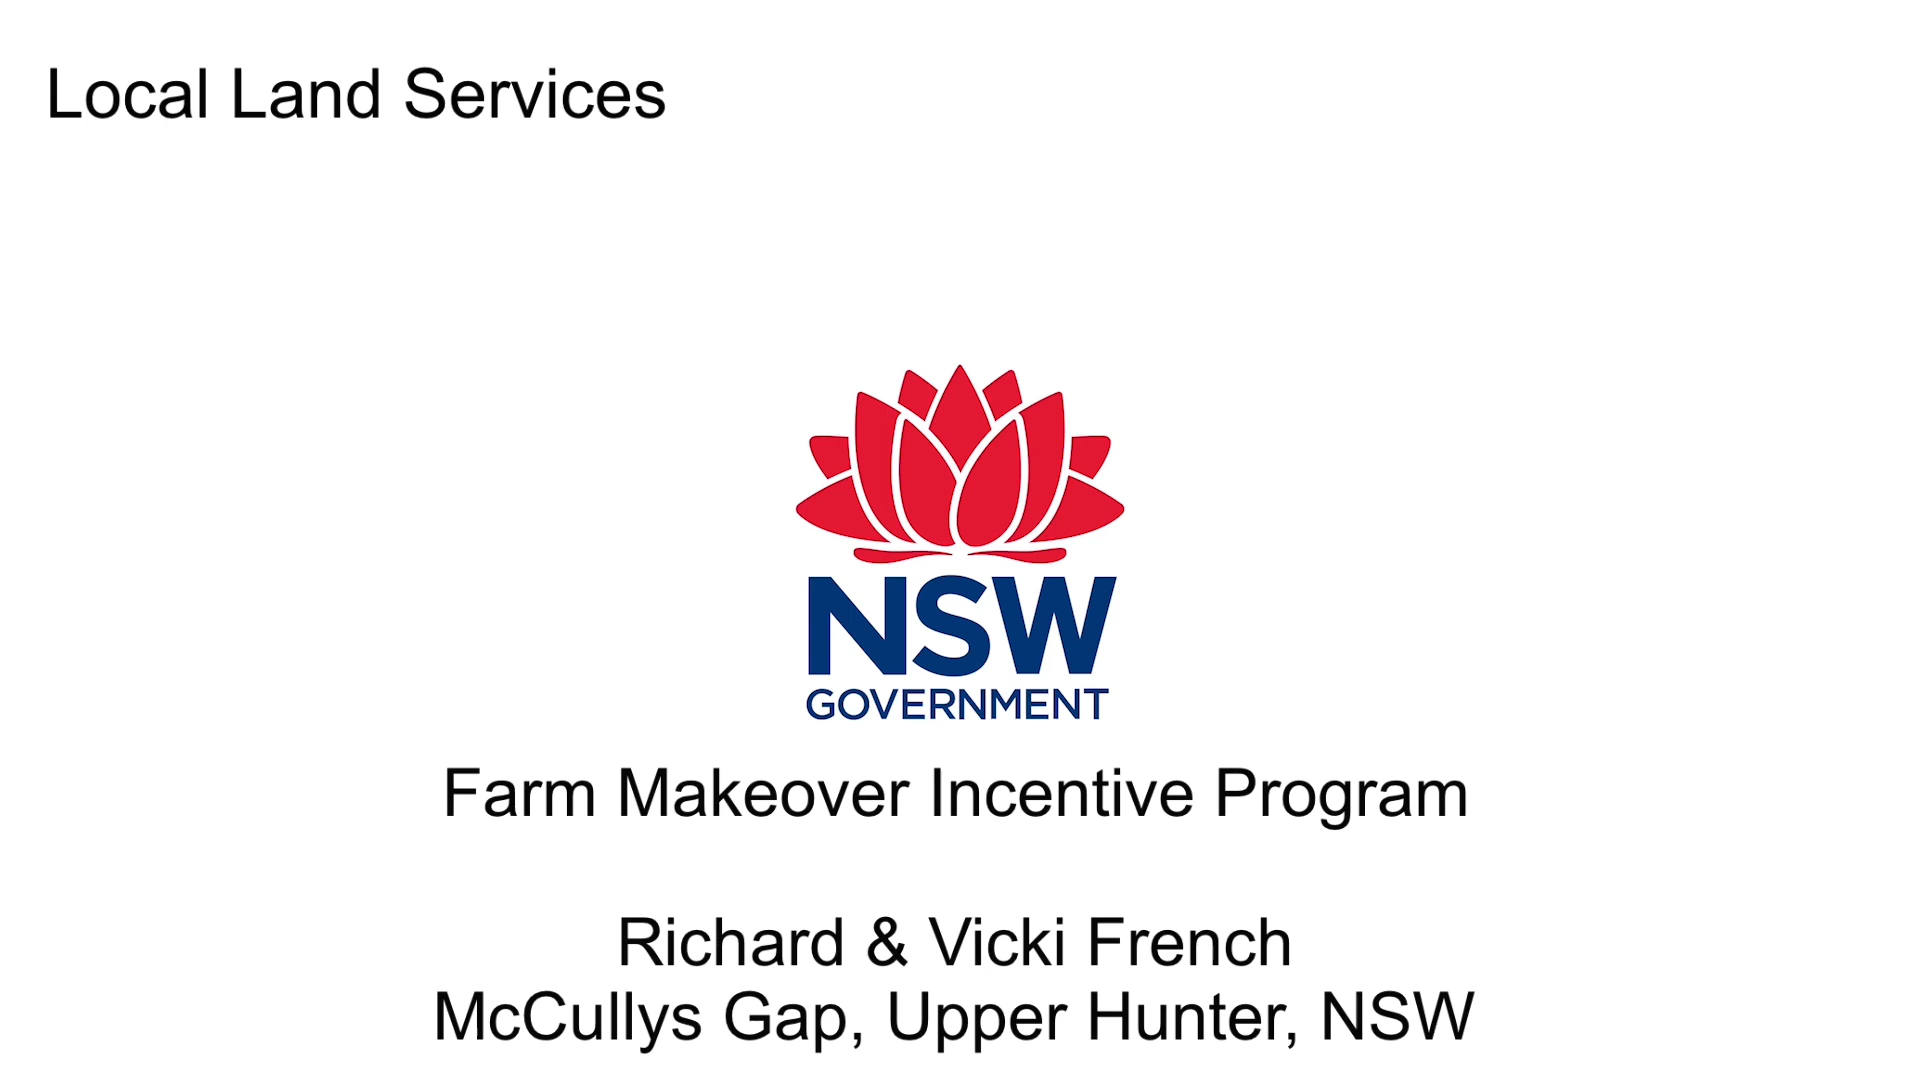 Local Land Services
NSW
GOVERNMENT
Farm Makeover Incentive Program
Richard & Vicki French
McCullys Gap, Upper Hunter, NSW